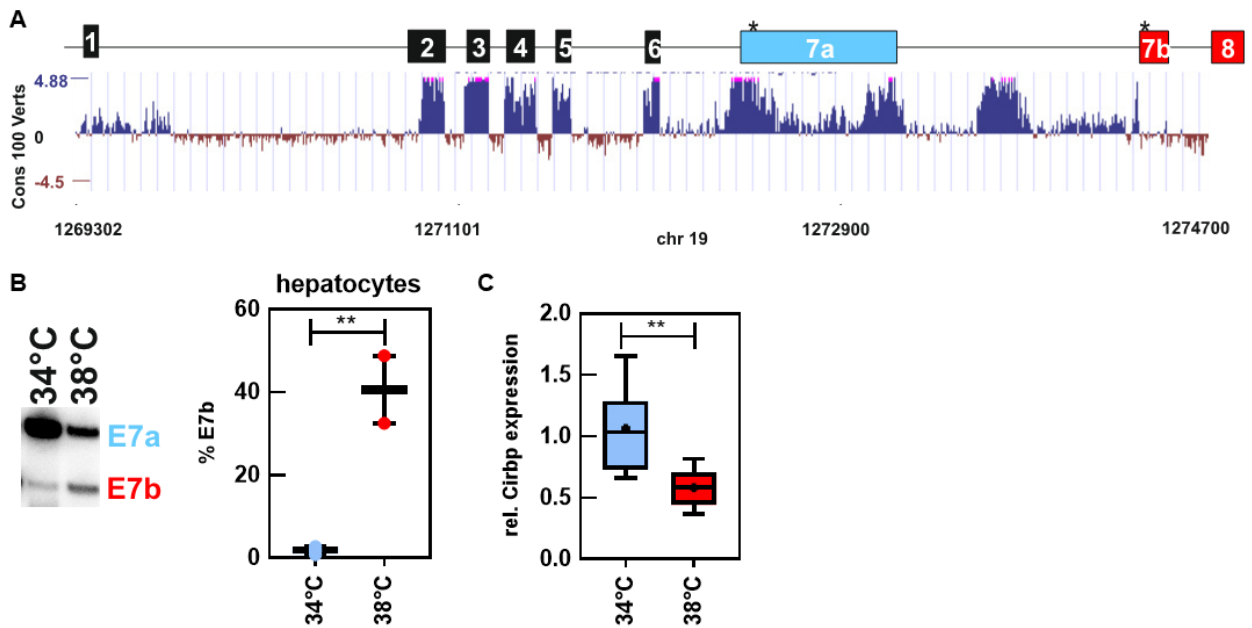 A
* *
1 2 3 4 5 6 7a 7b 8
Cons 100 Verts
4.88
0
-4.5
1269302 1271101 chr 19 1272900 1274700
B
34°C 38°C
E7a
E7b
hepatocytes
% E7b
60
40
20
0
**
34°C 38°C
C
rel. Cirbp expression
2.0
1.5
1.0
0.5
0.0
**
34°C 38°C